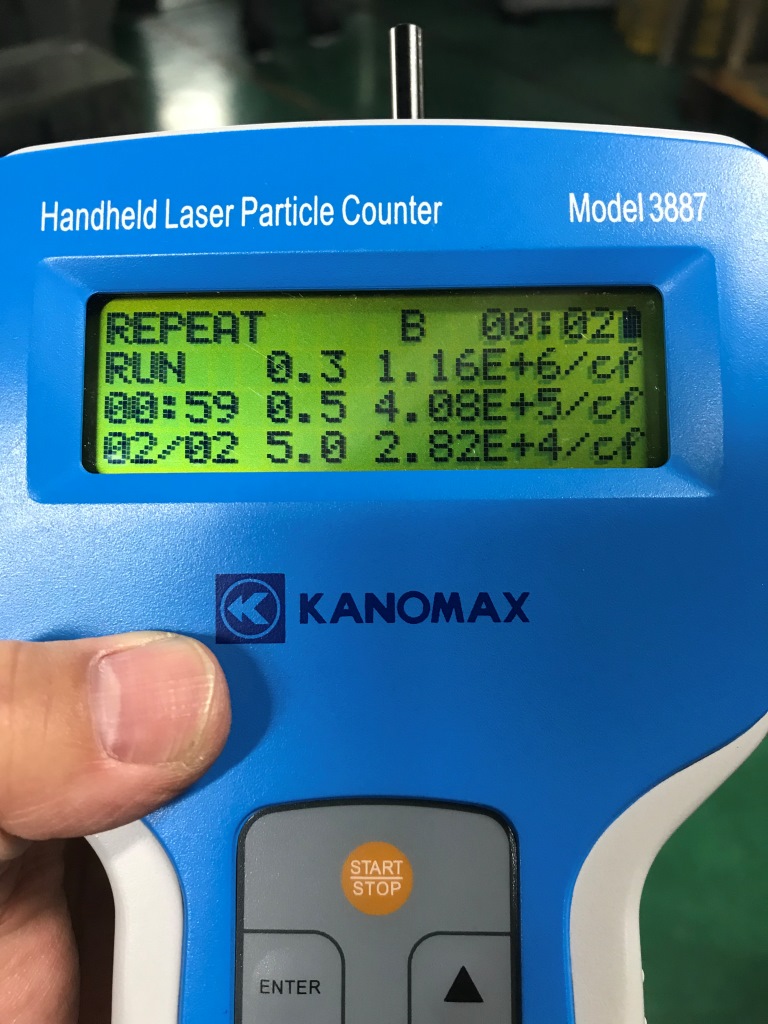 Handheld Laser Particle Counter Model 3887
REPEAT B 00:02
RUN 0.3 1.16E+6/cf
00:59 0.5 4.08E+5/cf
02/02 5.0 2.82E+4/cf
KANOMAX
START
STOP
ENTER